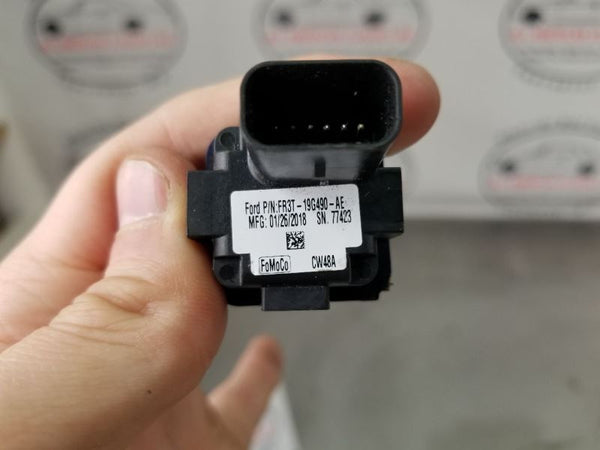 Ford P/N:FR3T-19G490-AE
MFG: 01/26/2018 SN. 77423
FoMoCo CW48A